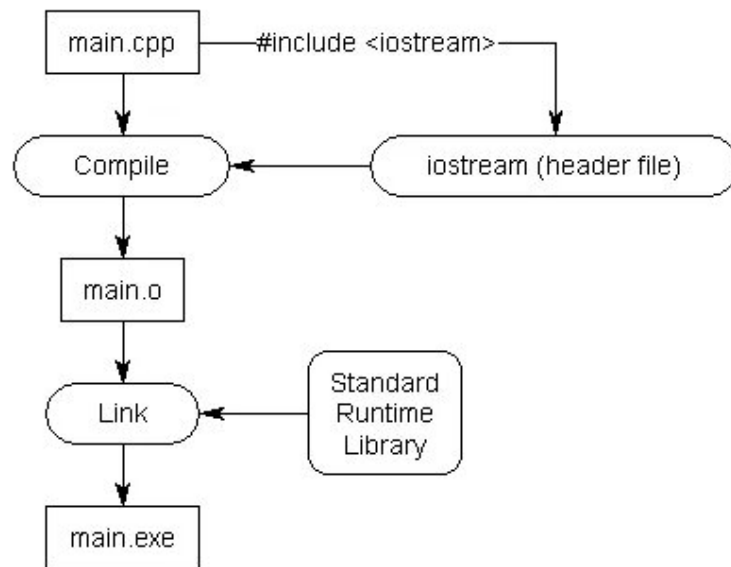 main.cpp
#include <iostream>
Compile
iostream (header file)
main.o
Link
Standard
Runtime
Library
main.exe